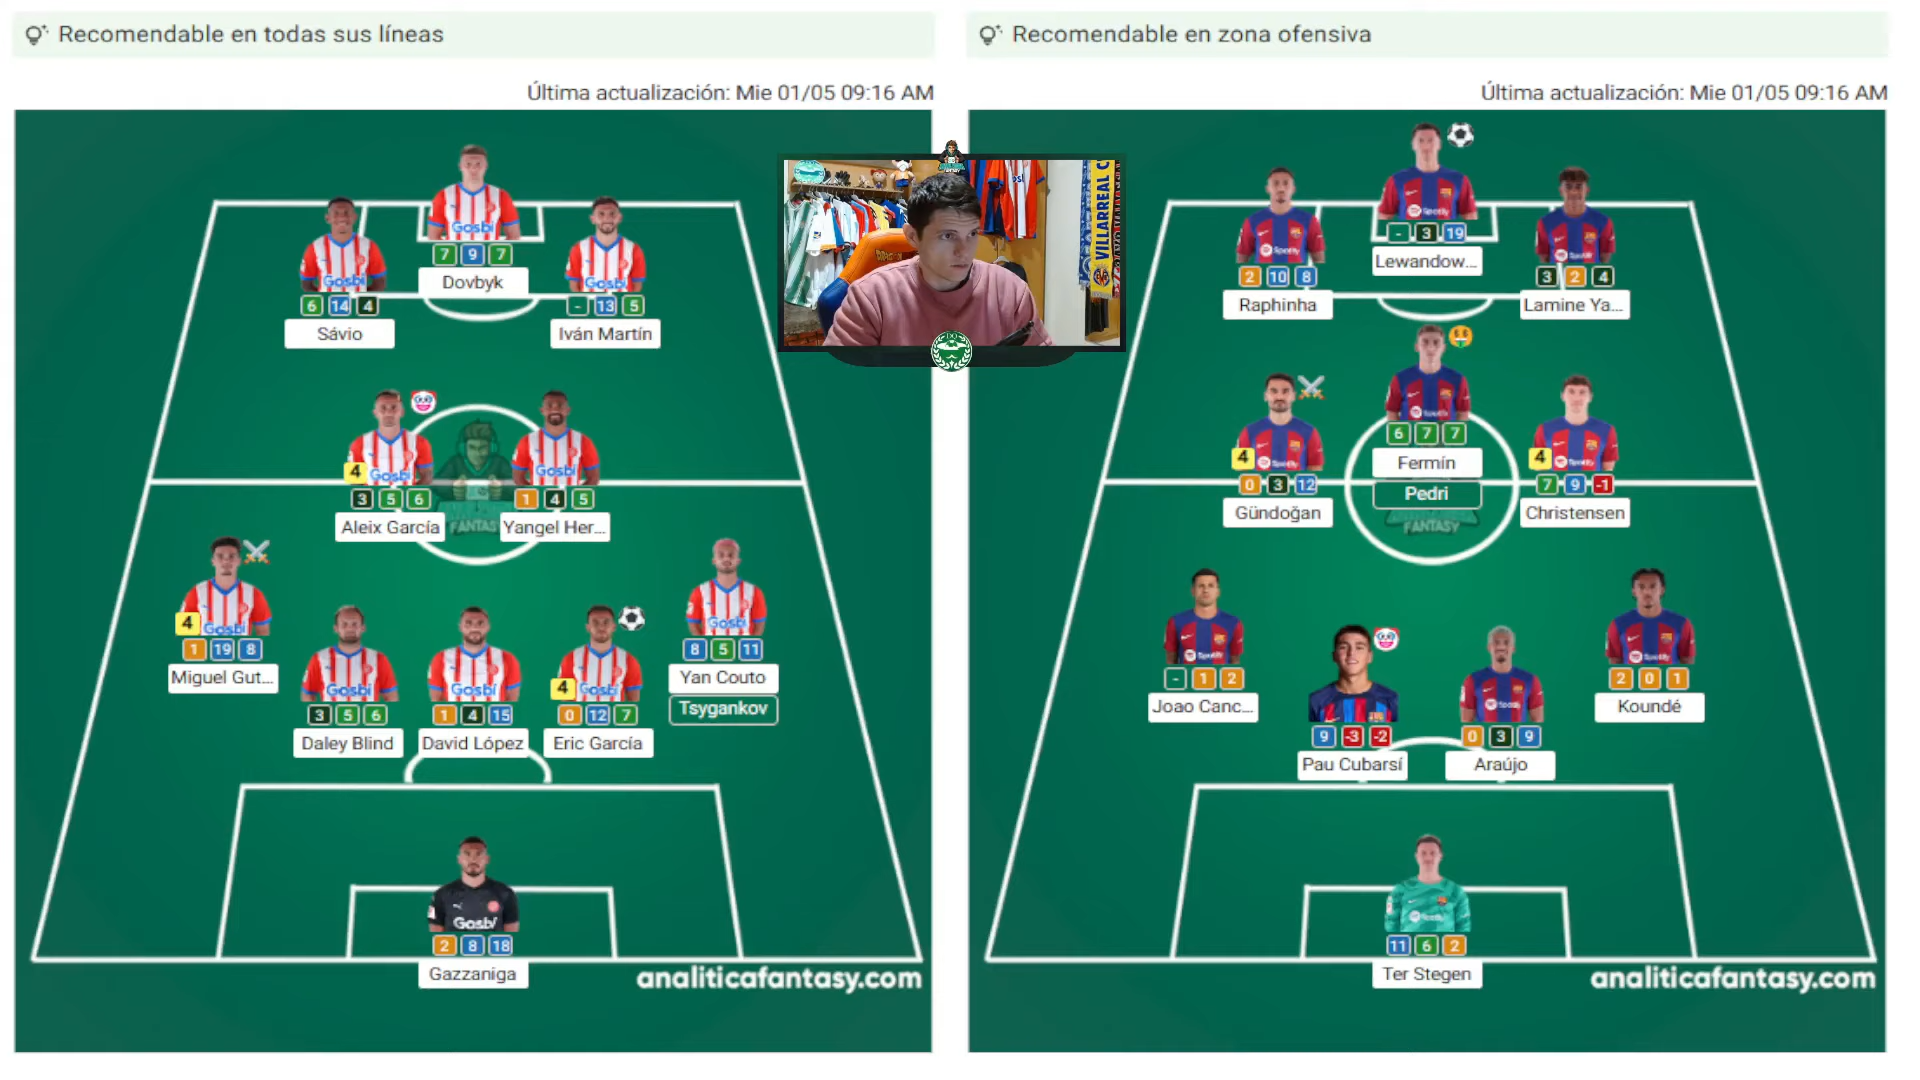 Recomendable en todas sus líneas
Última actualización: Mie 01/05 09:16 AM
7 9 7
Dovbyk
6 14 4
Sávio
- 13 5
Iván Martín
4
3 5 6
Aleix García
1 4 5
Yangel Her...
4
1 19 8
Miguel Gut...
3 5 6
Daley Blind
1 4 15
David López
4
0 12 7
Eric García
8 5 11
Yan Couto
Tsygankov
2 8 18
Gazzaniga
analiticafantasy.com
VILLARREAL C
Recomendable en zona ofensiva
Última actualización: Mie 01/05 09:16 AM
- 3 19
Lewandow...
2 10 8
Raphinha
3 2 4
Lamine Ya...
6 7 7
Fermín
Pedri
4
0 3 12
Gündoğan
4
7 9 -1
Christensen
FANTASY
- 1 2
Joao Canc...
9 -3 -2
Pau Cubarsí
0 3 9
Araújo
2 0 1
Koundé
11 6 2
Ter Stegen
analiticafantasy.com